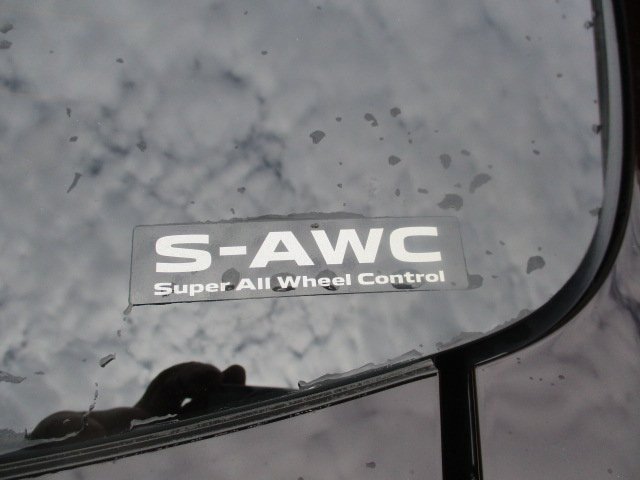 S-AWC
Super All Wheel Control